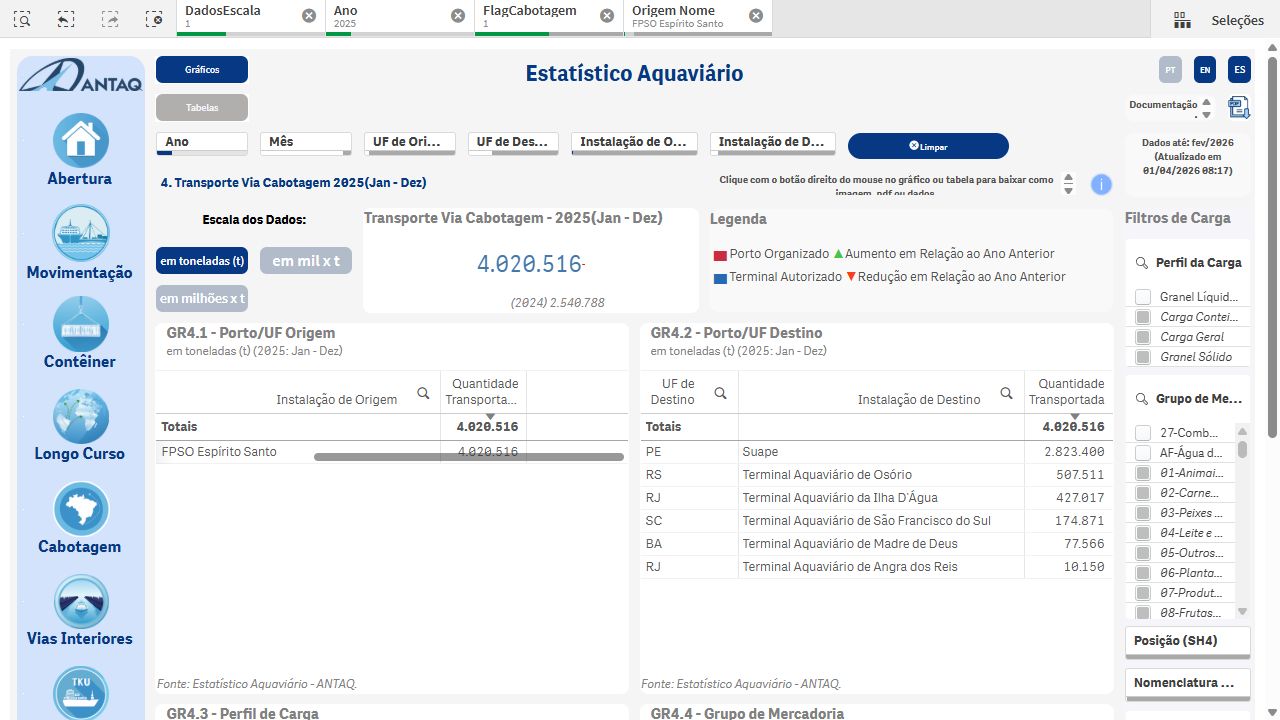 DadosEscala
1
Ano
2025
FlagCabotagem
1
Origem Nome
FPSO Espírito Santo
Seleções
ANTAQ
Abertura
Movimentação
Contêiner
Longo Curso
Cabotagem
Vias Interiores
TKU
Gráficos
Tabelas
Estatístico Aquaviário
PT
EN
ES
Documentação
Ano
Mês
UF de Ori...
UF de Des...
Instalação de O...
Instalação de D...
Limpar
Dados até: fev/2026
(Atualizado em
01/04/2026 08:17)
4. Transporte Via Cabotagem 2025(Jan - Dez)
Clique com o botão direito do mouse no gráfico ou tabela para baixar como
imagem, pdf ou dados
i
Escala dos Dados:
em toneladas (t)
em mil x t
em milhões x t
Transporte Via Cabotagem - 2025(Jan - Dez)
4.020.516-
(2024) 2.540.788
Legenda
Porto Organizado ▲Aumento em Relação ao Ano Anterior
Terminal Autorizado ▼Redução em Relação ao Ano Anterior
GR4.1 - Porto/UF Origem
em toneladas (t) (2025: Jan - Dez)
Instalação de Origem
Quantidade
Transporta...
Totais 4.020.516
FPSO Espírito Santo 4.020.516
Fonte: Estatístico Aquaviário - ANTAQ.
GR4.3 - Perfil de Carga
GR4.2 - Porto/UF Destino
em toneladas (t) (2025: Jan - Dez)
UF de
Destino
Instalação de Destino
Quantidade
Transportada
Totais 4.020.516
PE Suape 2.823.400
RS Terminal Aquaviário de Osório 507.511
RJ Terminal Aquaviário da Ilha D'Água 427.017
SC Terminal Aquaviário de São Francisco do Sul 174.871
BA Terminal Aquaviário de Madre de Deus 77.566
RJ Terminal Aquaviário de Angra dos Reis 10.150
Fonte: Estatístico Aquaviário - ANTAQ.
GR4.4 - Grupo de Mercadoria
Filtros de Carga
Perfil da Carga
Granel Líquid...
Carga Contei...
Carga Geral
Granel Sólido
Grupo de Me...
27-Comb...
AF-Água d...
01-Animai...
02-Carne...
03-Peixes ...
04-Leite e ...
05-Outros...
06-Planta...
07-Produt...
08-Frutas...
Posição (SH4)
Nomenclatura ...